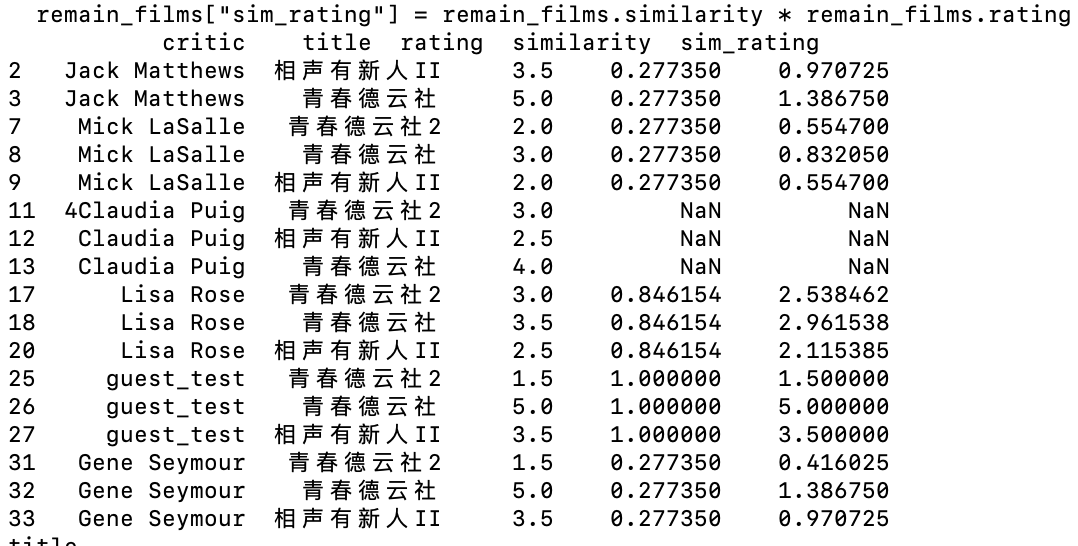 remain_films["sim_rating"] = remain_films.similarity * remain_films.rating
critic title rating similarity sim_rating
2 Jack Matthews 相声有新人II 3.5 0.277350 0.970725
3 Jack Matthews 青春德云社 5.0 0.277350 1.386750
7 Mick LaSalle 青春德云社2 2.0 0.277350 0.554700
8 Mick LaSalle 青春德云社 3.0 0.277350 0.832050
9 Mick LaSalle 相声有新人II 2.0 0.277350 0.554700
11 4Claudia Puig 青春德云社2 3.0 NaN NaN
12 Claudia Puig 相声有新人II 2.5 NaN NaN
13 Claudia Puig 青春德云社 4.0 NaN NaN
17 Lisa Rose 青春德云社2 3.0 0.846154 2.538462
18 Lisa Rose 青春德云社 3.5 0.846154 2.961538
20 Lisa Rose 相声有新人II 2.5 0.846154 2.115385
25 guest_test 青春德云社2 1.5 1.000000 1.500000
26 guest_test 青春德云社 5.0 1.000000 5.000000
27 guest_test 相声有新人II 3.5 1.000000 3.500000
31 Gene Seymour 青春德云社2 1.5 0.277350 0.416025
32 Gene Seymour 青春德云社 5.0 0.277350 1.386750
33 Gene Seymour 相声有新人II 3.5 0.277350 0.970725
title